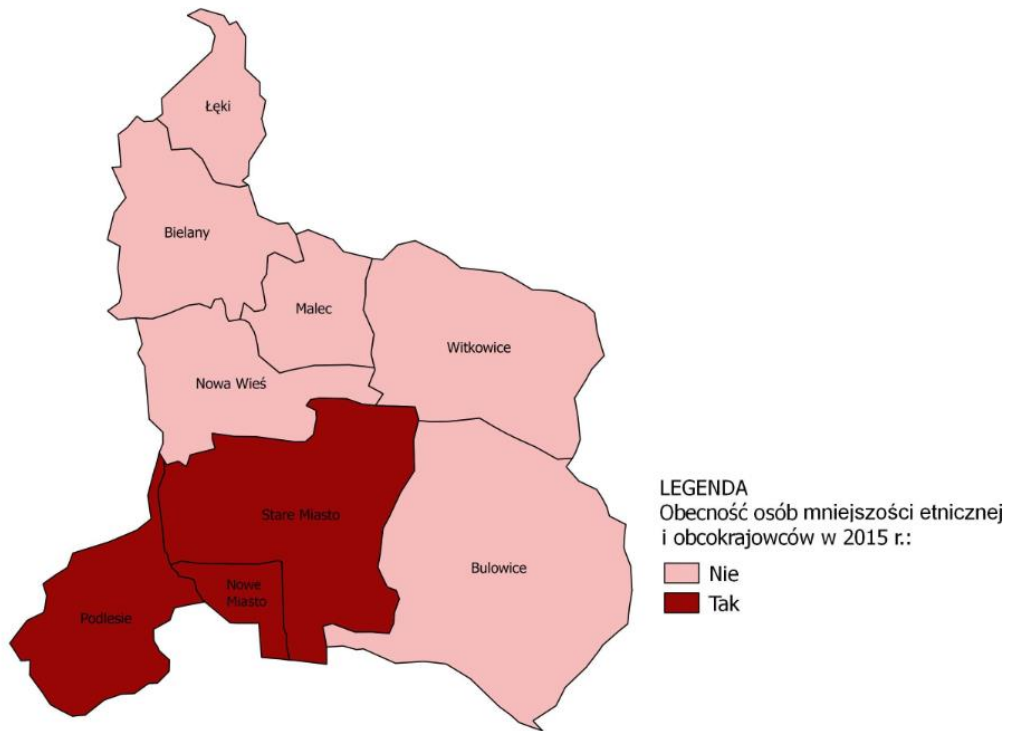 Łęki
Bielany
Malec
Witkowice
Nowa Wieś
Stare Miasto
Bulowice
Nowe
Miasto
Podlesie
LEGENDA
Obecność osób mniejszości etnicznej
i obcokrajowców w 2015 r.:
Nie
Tak